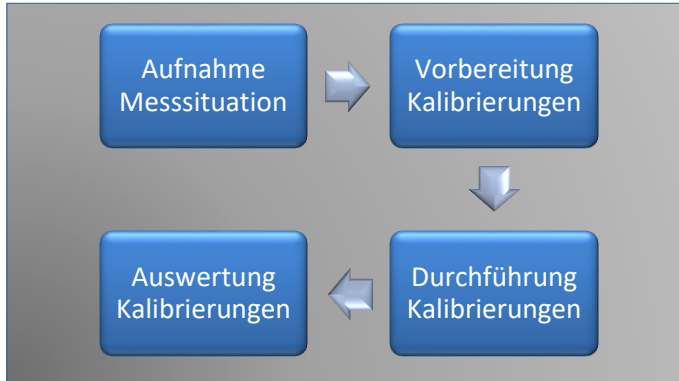 Aufnahme
Messsituation
Vorbereitung
Kalibrierungen
Durchführung
Kalibrierungen
Auswertung
Kalibrierungen